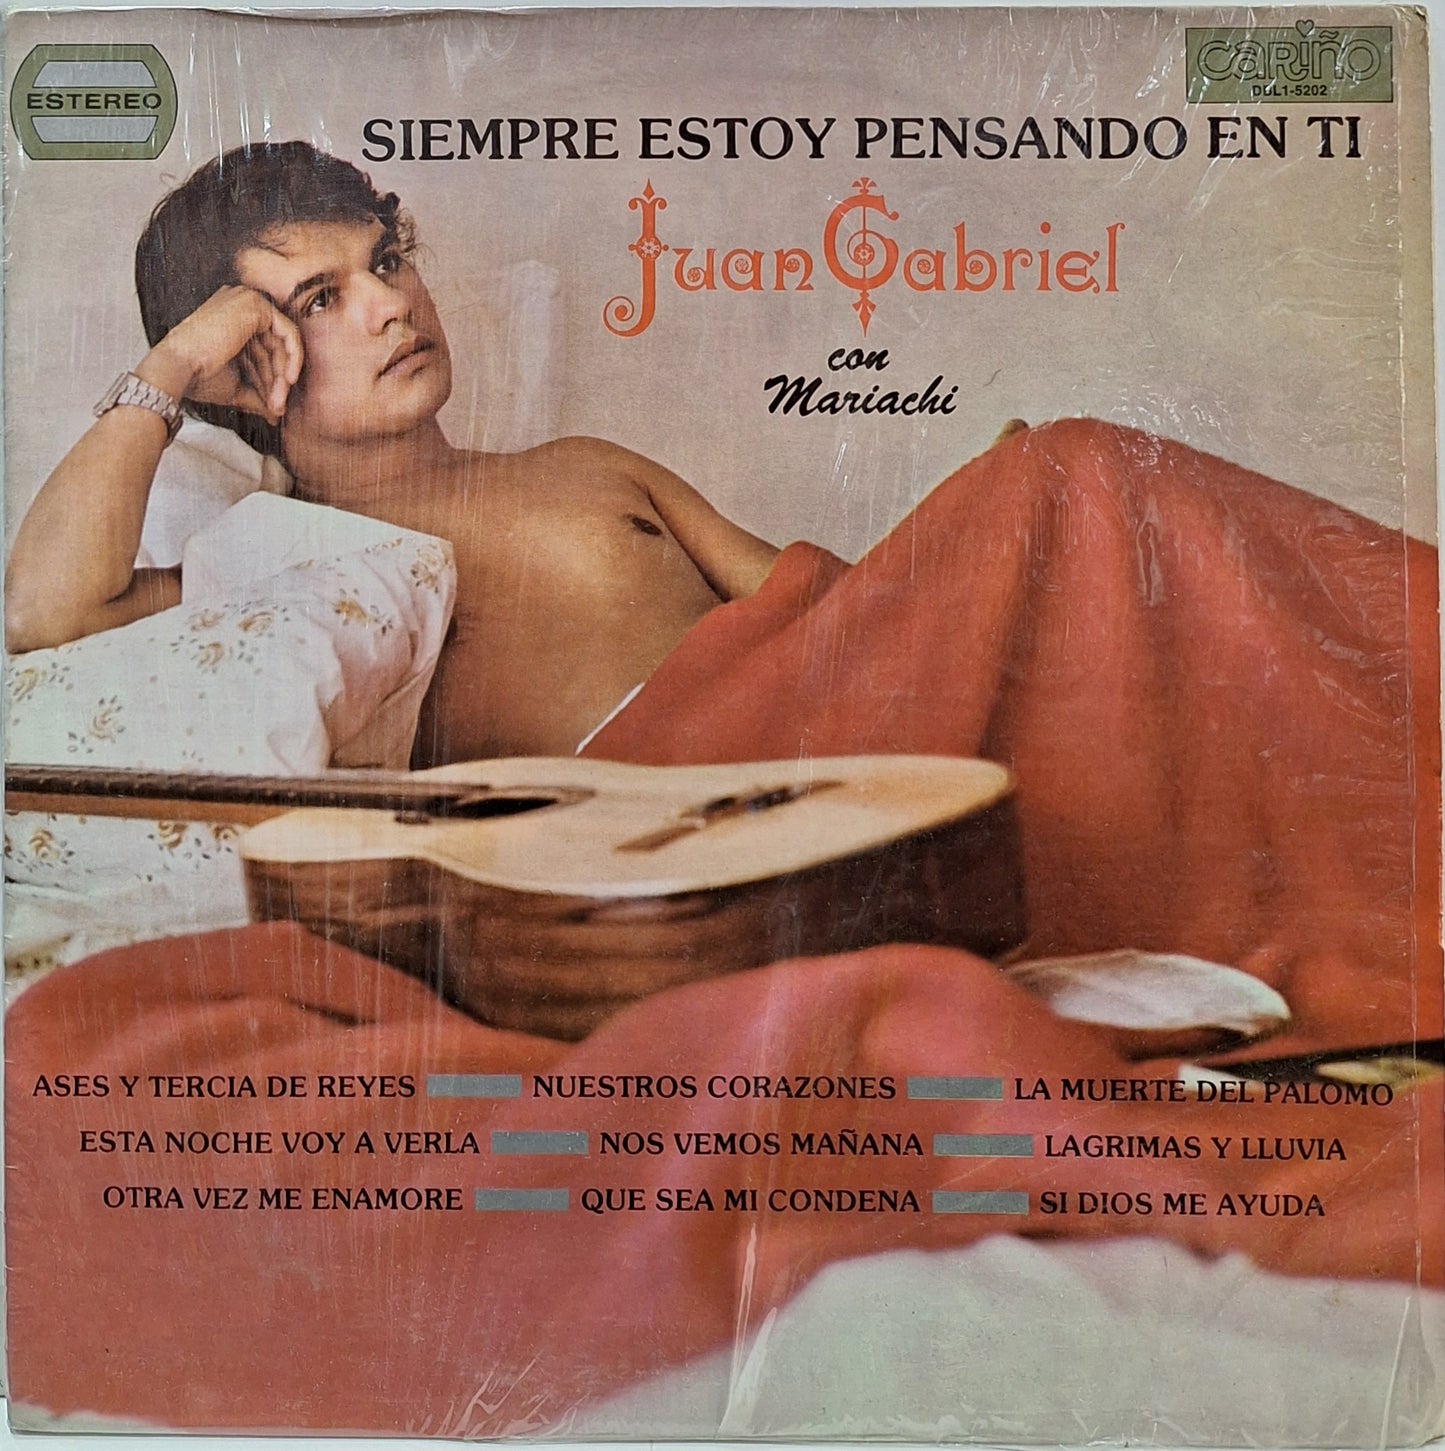 ESTEREO
CARIÑO
DBL1-5202
SIEMPRE ESTOY PENSANDO EN TI
Juan Gabriel
con
Mariachi
ASES Y TERCIA DE REYES NUESTROS CORAZONES LA MUERTE DEL PALOMO
ESTA NOCHE VOY A VERLA NOS VEMOS MAÑANA LAGRIMAS Y LLUVIA
OTRA VEZ ME ENAMORE QUE SEA MI CONDENA SI DIOS ME AYUDA